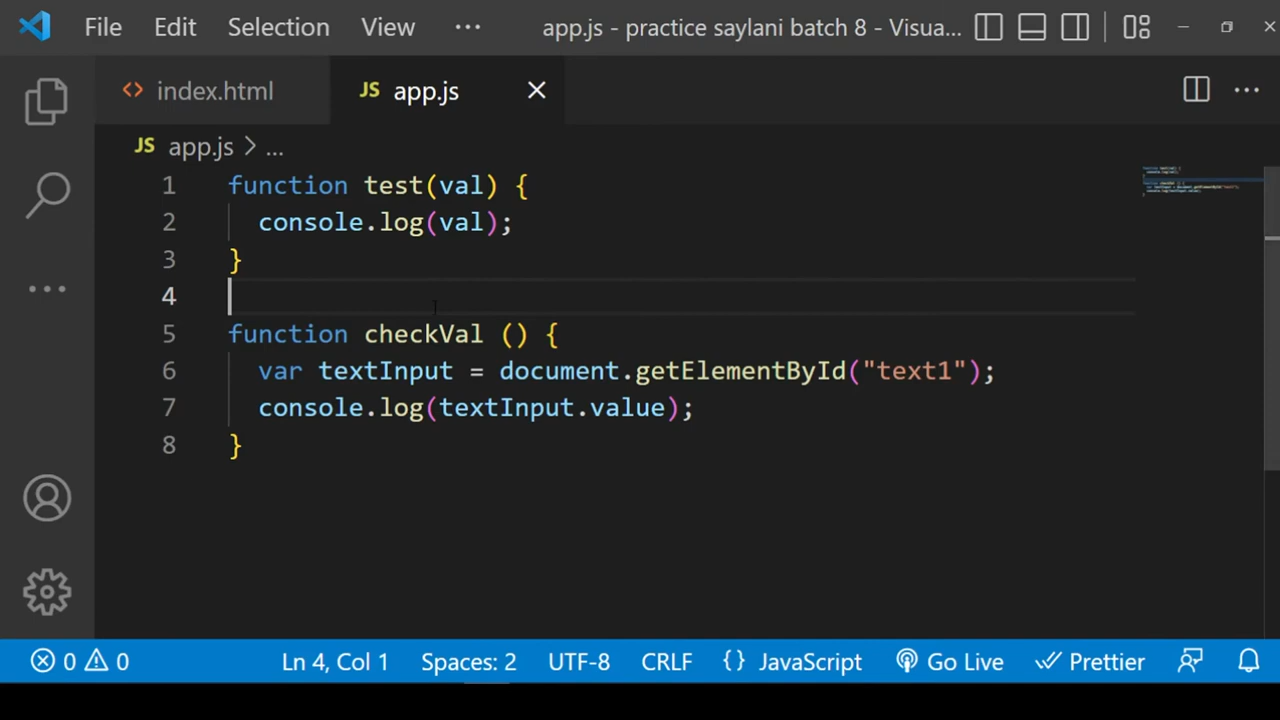 File Edit Selection View ··· app.js - practice saylani batch 8 - Visua...
<> index.html JS app.js
JS app.js > ...
1 function test(val) {
2 console.log(val);
3 }
4
5 function checkVal () {
6 var textInput = document.getElementById("text1");
7 console.log(textInput.value);
8 }
0 0 Ln 4, Col 1 Spaces: 2 UTF-8 CRLF {} JavaScript Go Live Prettier